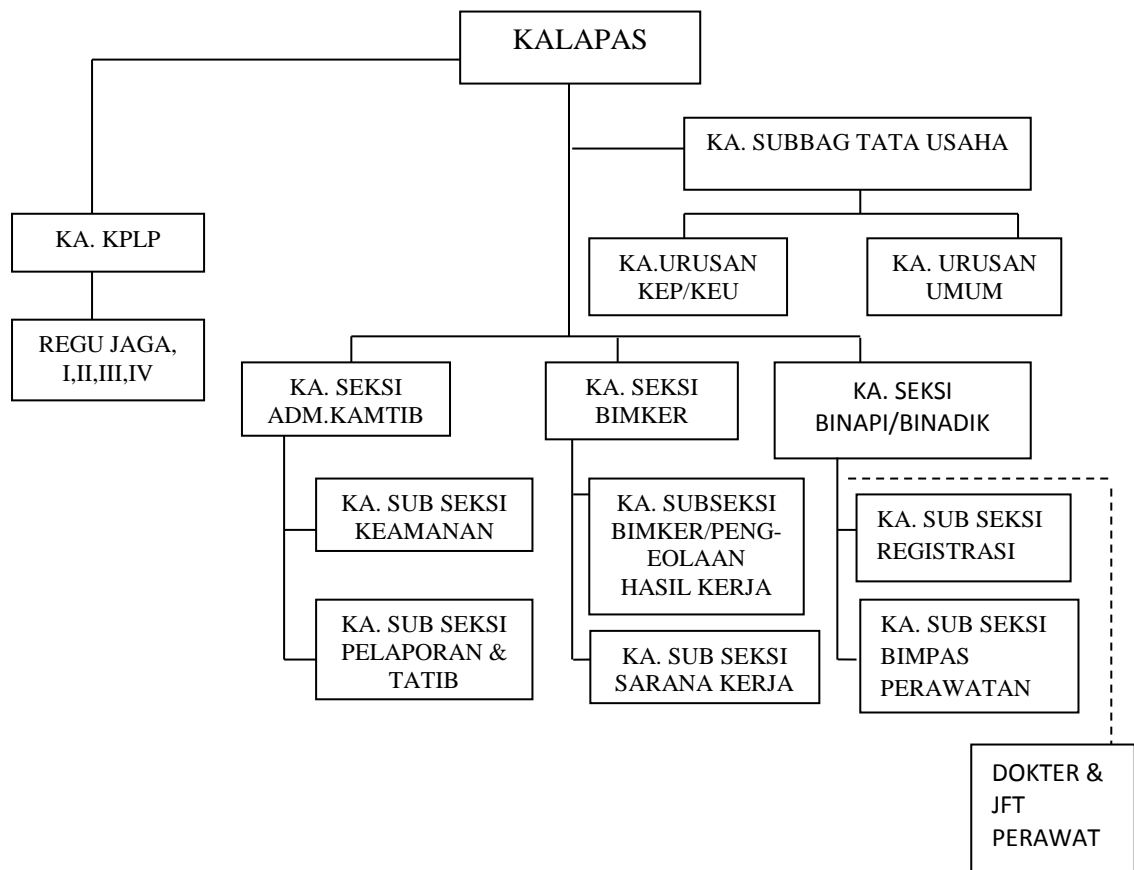 KALAPAS
KA. SUBBAG TATA USAHA
KA. KPLP
KA.URUSAN
KEP/KEU
KA. URUSAN
UMUM
REGU JAGA,
I,II,III,IV
KA. SEKSI
ADM.KAMTIB
KA. SEKSI
BIMKER
KA. SEKSI
BINAPI/BINADIK
KA. SUB SEKSI
KEAMANAN
KA. SUBSEKSI
BIMKER/PENG-
EOLAAN
HASIL KERJA
KA. SUB SEKSI
REGISTRASI
KA. SUB SEKSI
PELAPORAN &
TATIB
KA. SUB SEKSI
SARANA KERJA
KA. SUB SEKSI
BIMPAS
PERAWATAN
DOKTER &
JFT
PERAWAT